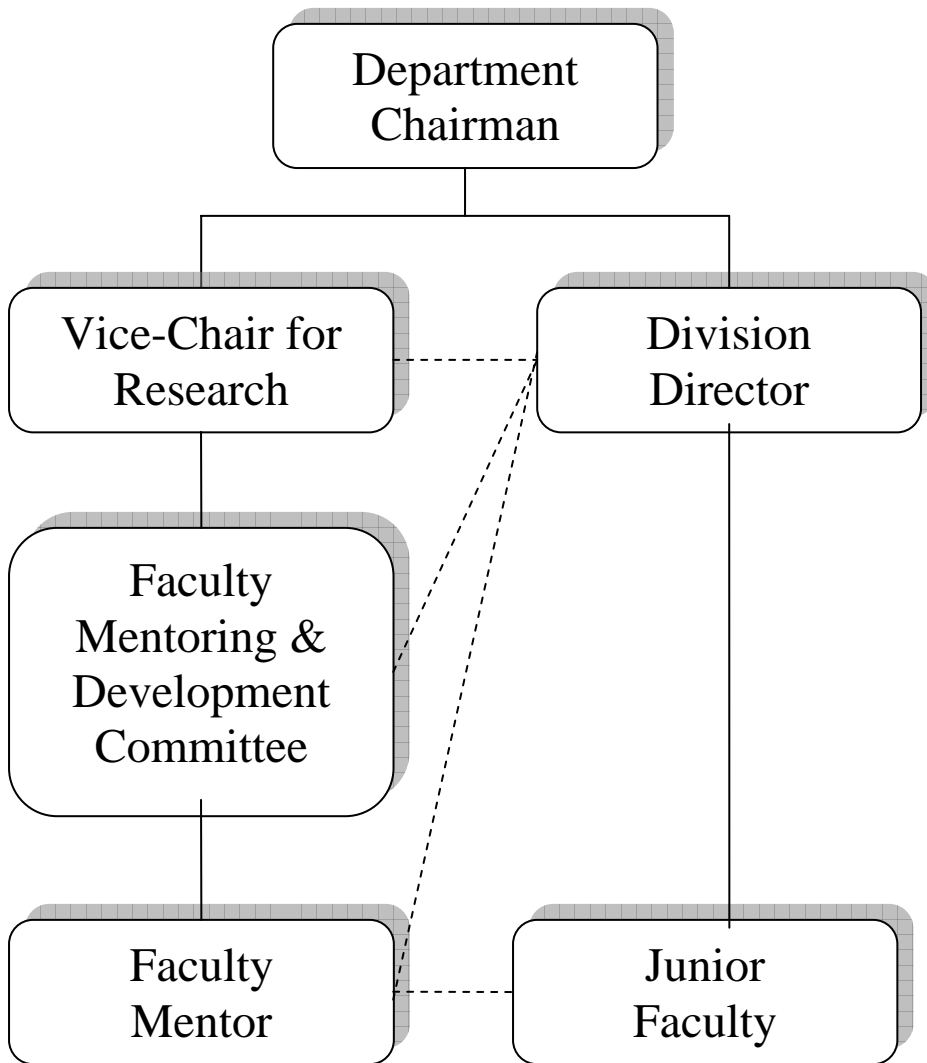 Department
Chairman
Vice-Chair for
Research
Division
Director
Faculty
Mentoring &
Development
Committee
Faculty
Mentor
Junior
Faculty